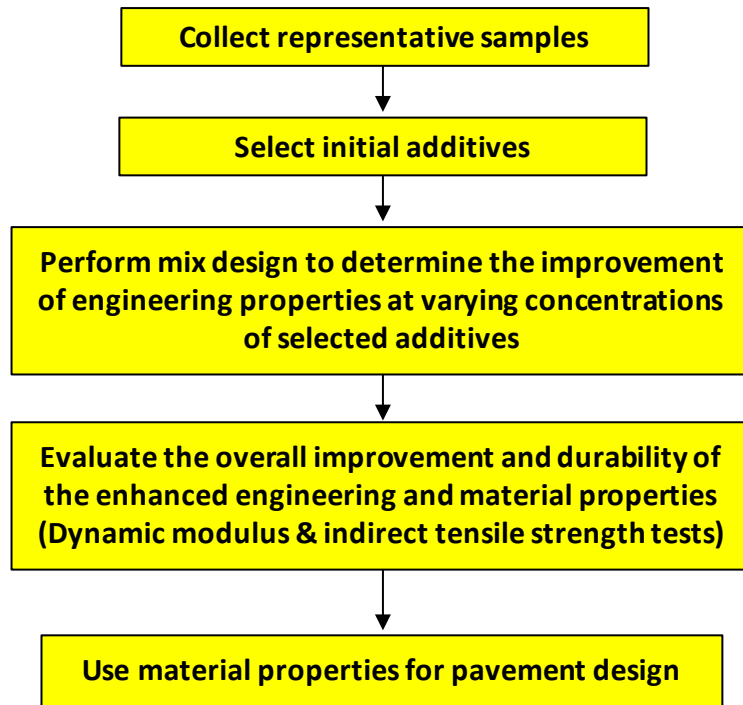 Collect representative samples
Select initial additives
Perform mix design to determine the improvement
of engineering properties at varying concentrations
of selected additives
Evaluate the overall improvement and durability of
the enhanced engineering and material properties
(Dynamic modulus & indirect tensile strength tests)
Use material properties for pavement design